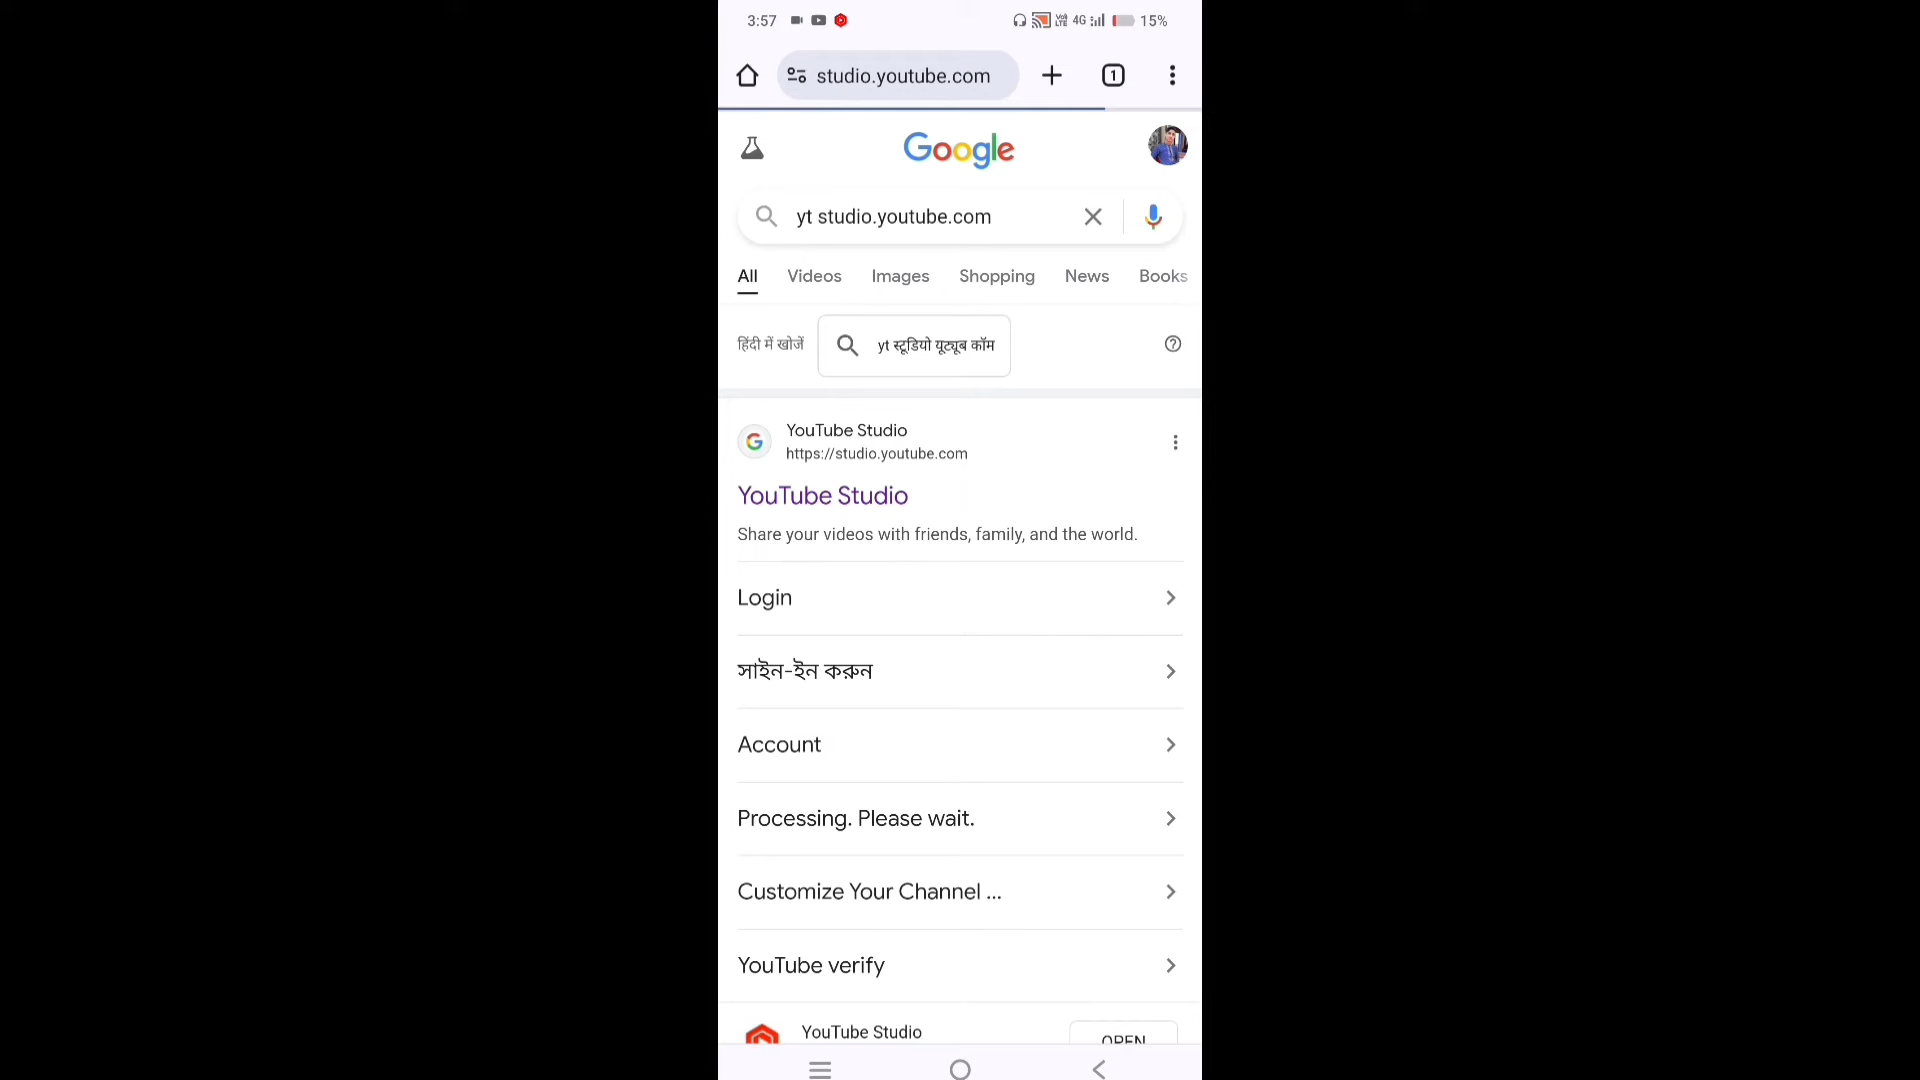 3:57 4G 15%
studio.youtube.com 1
Google
yt studio.youtube.com
All Videos Images Shopping News Books
हिंदी में खोजें yt स्टूडियो यूट्यूब कॉम
YouTube Studio
https://studio.youtube.com
YouTube Studio
Share your videos with friends, family, and the world.
Login
সাইন-ইন করুন
Account
Processing. Please wait.
Customize Your Channel ...
YouTube verify
YouTube Studio
OPEN